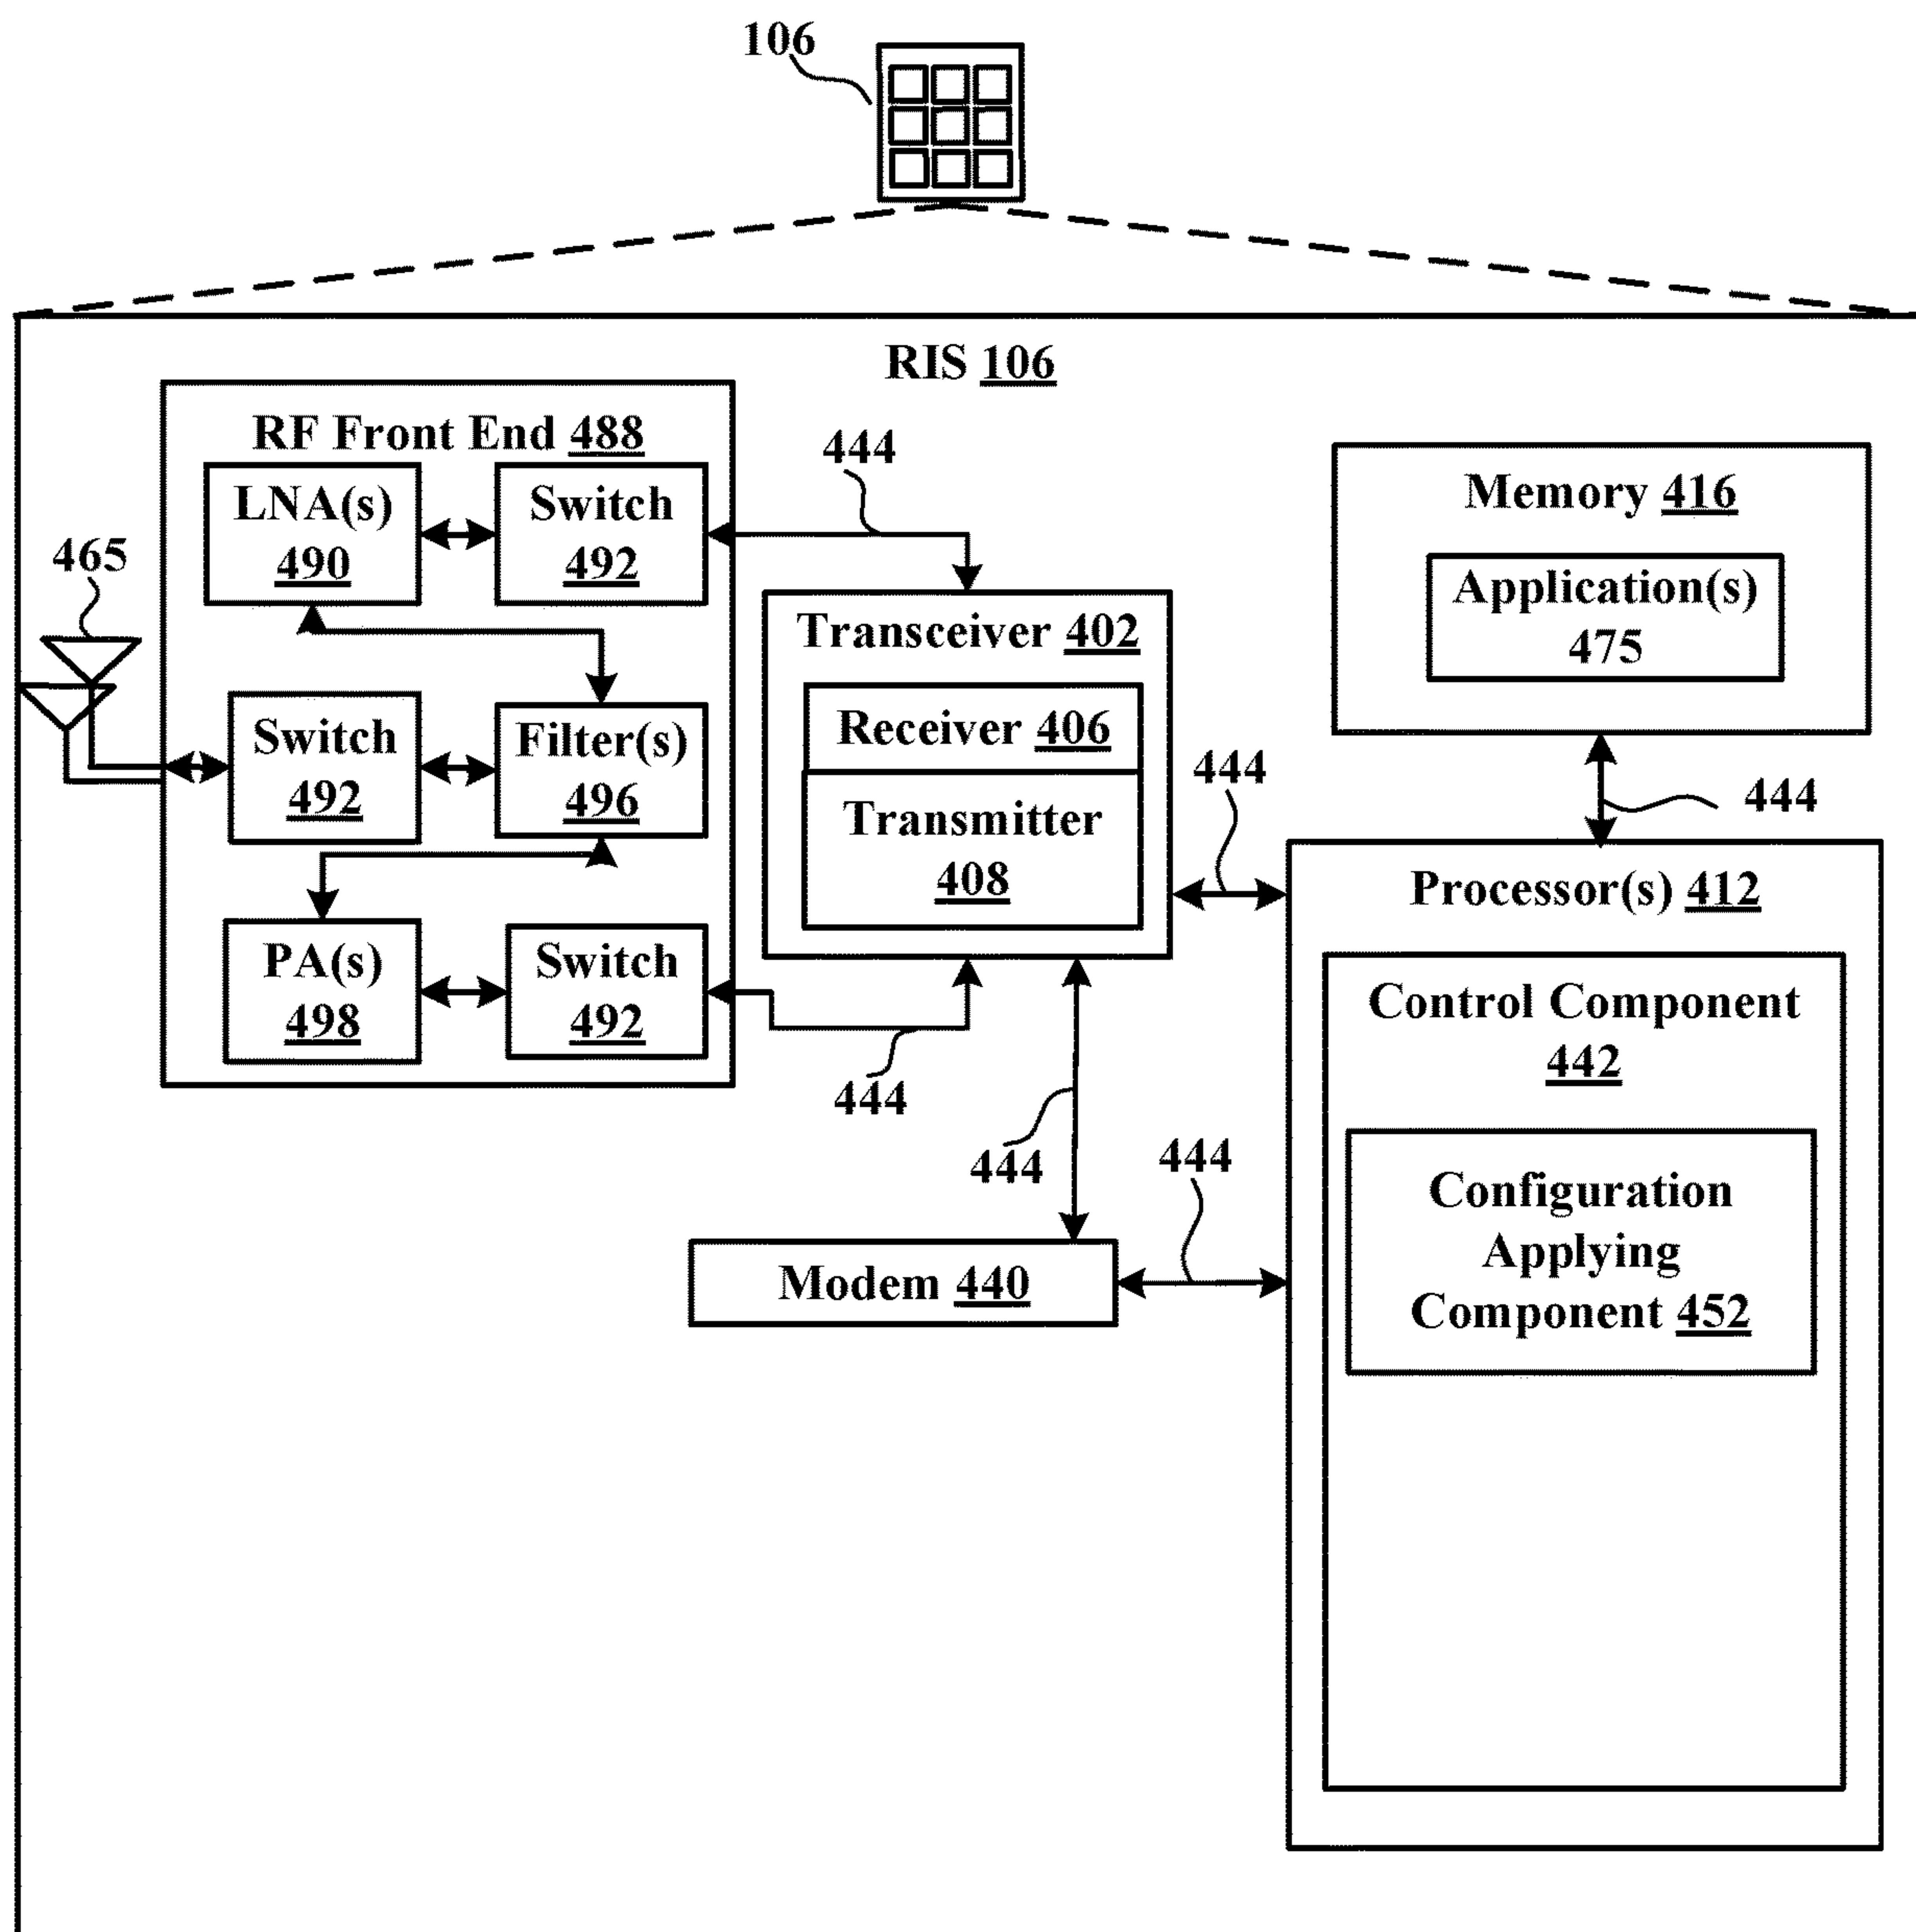 106
RIS 106
RF Front End 488
LNA(s)
490
Switch
492
444
465
Switch
492
Filter(s)
496
PA(s)
498
Switch
492
444
Transceiver 402
Receiver 406
Transmitter
408
444
444
Modem 440
444
Memory 416
Application(s)
475
444
Processor(s) 412
Control Component
442
Configuration
Applying
Component 452